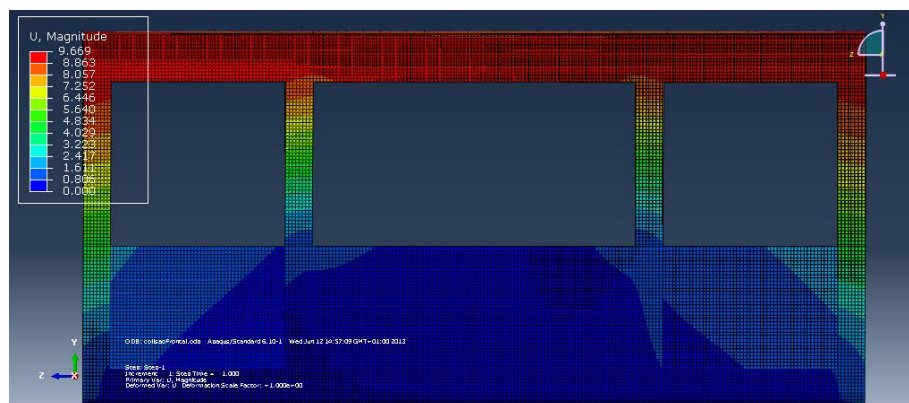 U, Magnitude
9.669
8.863
8.057
7.252
6.446
5.640
4.834
4.029
3.223
2.417
1.611
0.806
0.000
Y
Z
Y
Z X
ODB: colisaoFrontal.odb Abaqus/Standard 6.10-1 Wed Jun 12 14:57:09 GMT+01:00 2013
Step: Step-1
Increment 1: Step Time = 1.000
Primary Var: U, Magnitude
Deformed Var: U Deformation Scale Factor: +1.000e+00